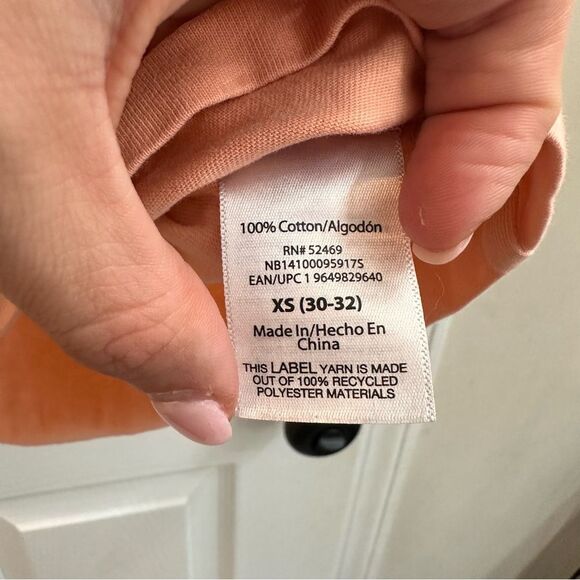 100% Cotton/Algodón
RN# 52469
NB14100095917S
EAN/UPC 1 9649829640
XS (30-32)
Made In/Hecho En
China
THIS LABEL YARN IS MADE
OUT OF 100% RECYCLED
POLYESTER MATERIALS